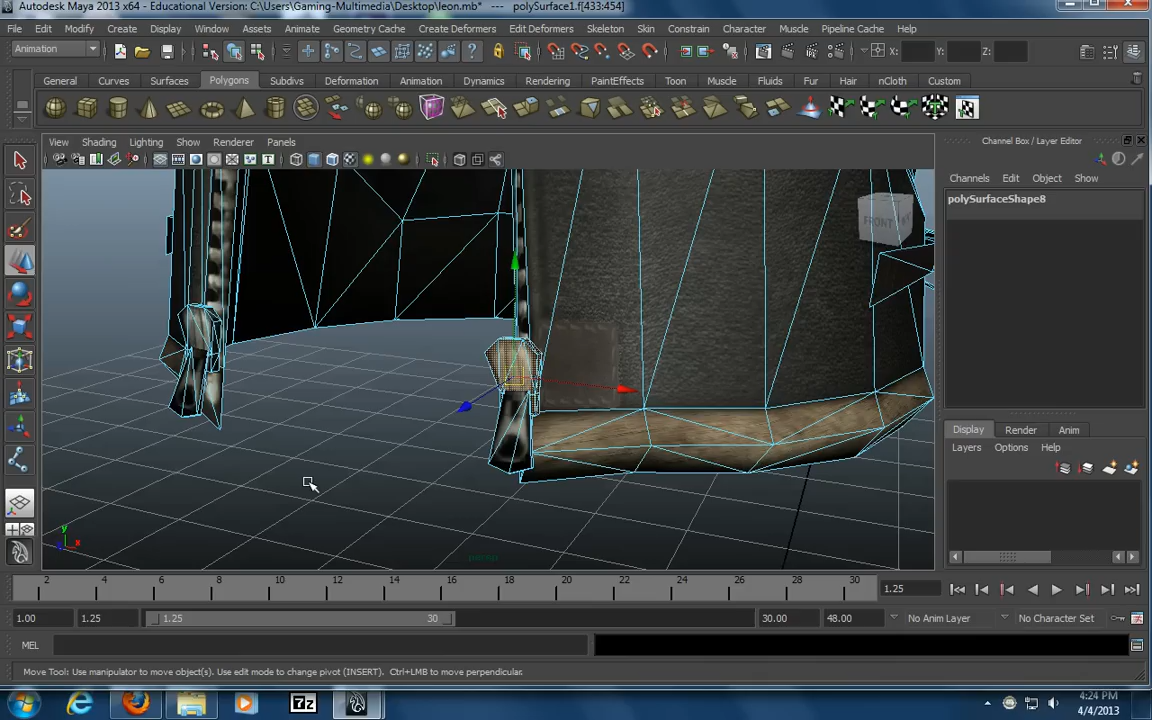 Autodesk Maya 2013 x64 - Educational Version: C:\Users\Gaming-Multimedia\Desktop\leon.mb* --- polySurface1.f[433:454]
File Edit Modify Create Display Window Assets Animate Geometry Cache Create Deformers Edit Deformers Skeleton Skin Constrain Character Muscle Pipeline Cache Help
Animation X: Y: Z:
General Curves Surfaces Polygons Subdivs Deformation Animation Dynamics Rendering PaintEffects Toon Muscle Fluids Fur Hair nCloth Custom
View Shading Lighting Show Renderer Panels
Channel Box / Layer Editor
Channels Edit Object Show
polySurfaceShape8
FRONT
Display Render Anim
Layers Options Help
y
x
2 4 6 8 10 12 14 16 18 20 22 24 26 28 30 1.25
1.00 1.25 1.25 30 30.00 48.00 No Anim Layer No Character Set
MEL
Move Tool: Use manipulator to move object(s). Use edit mode to change pivot (INSERT). Ctrl+LMB to move perpendicular.
7z
4:24 PM
4/4/2013